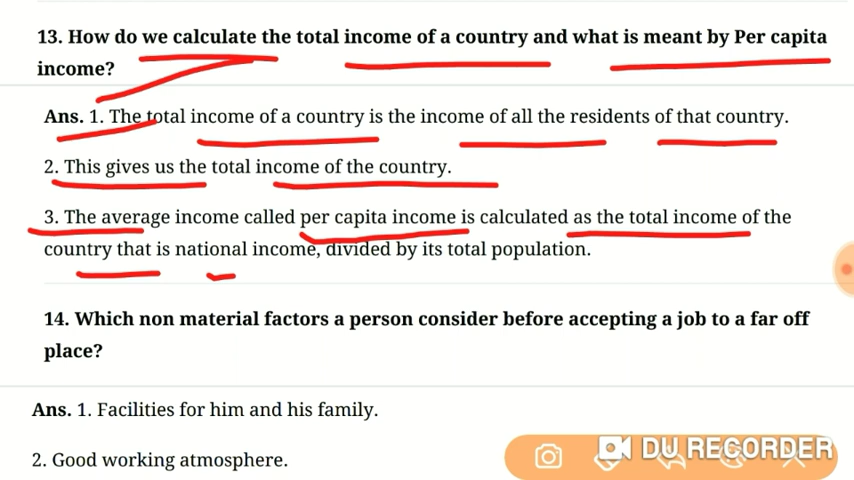 13. How do we calculate the total income of a country and what is meant by Per capita
income?
Ans. 1. The total income of a country is the income of all the residents of that country.
2. This gives us the total income of the country.
3. The average income called per capita income is calculated as the total income of the
country that is national income, divided by its total population.
14. Which non material factors a person consider before accepting a job to a far off
place?
Ans. 1. Facilities for him and his family.
DU RECORDER
2. Good working atmosphere.